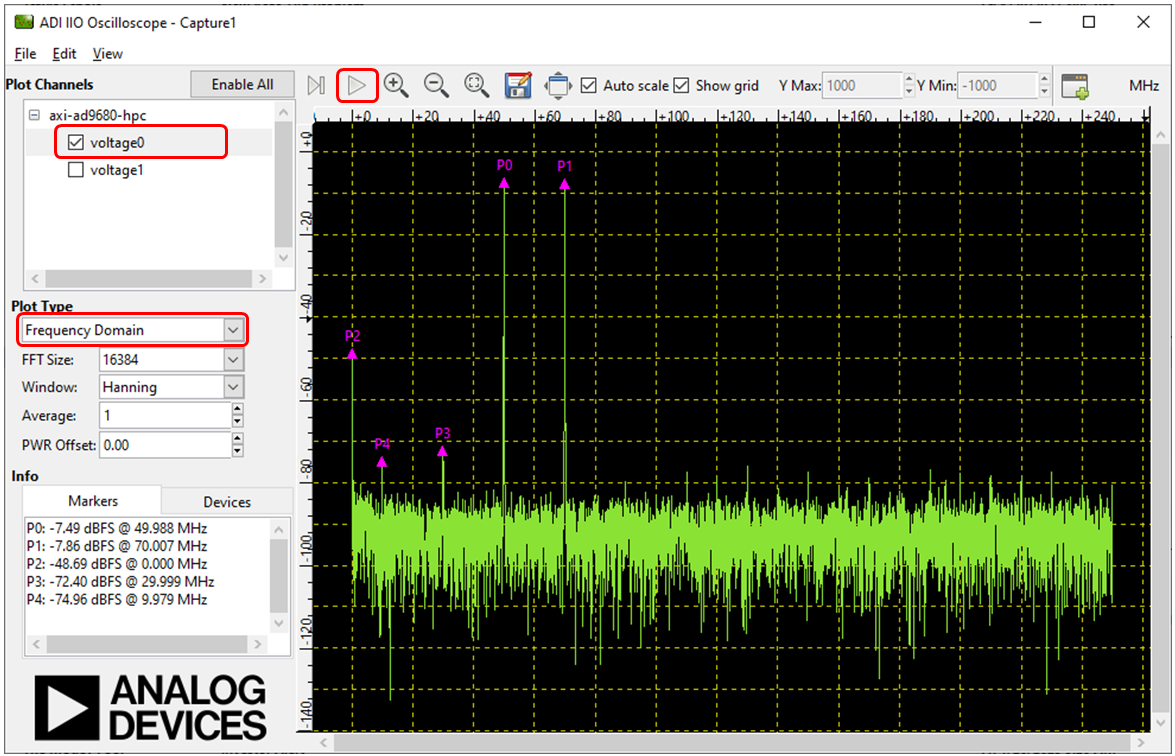 ADI IIO Oscilloscope - Capture1
File Edit View
Plot Channels Enable All
Auto scale Show grid Y Max: 1000 Y Min: -1000 MHz
axi-ad9680-hpc
voltage0
voltage1
Plot Type
Frequency Domain
FFT Size: 16384
Window: Hanning
Average: 1
PWR Offset: 0.00
Info
Markers Devices
P0: -7.49 dBFS @ 49.988 MHz
P1: -7.86 dBFS @ 70.007 MHz
P2: -48.69 dBFS @ 0.000 MHz
P3: -72.40 dBFS @ 29.999 MHz
P4: -74.96 dBFS @ 9.979 MHz
ANALOG
DEVICES
+0 +20 +40 +60 +80 +100 +120 +140 +160 +180 +200 +220 +240
+0
-20
-40
-60
-80
-100
-120
-140
P0 P1
P2
P3
P4